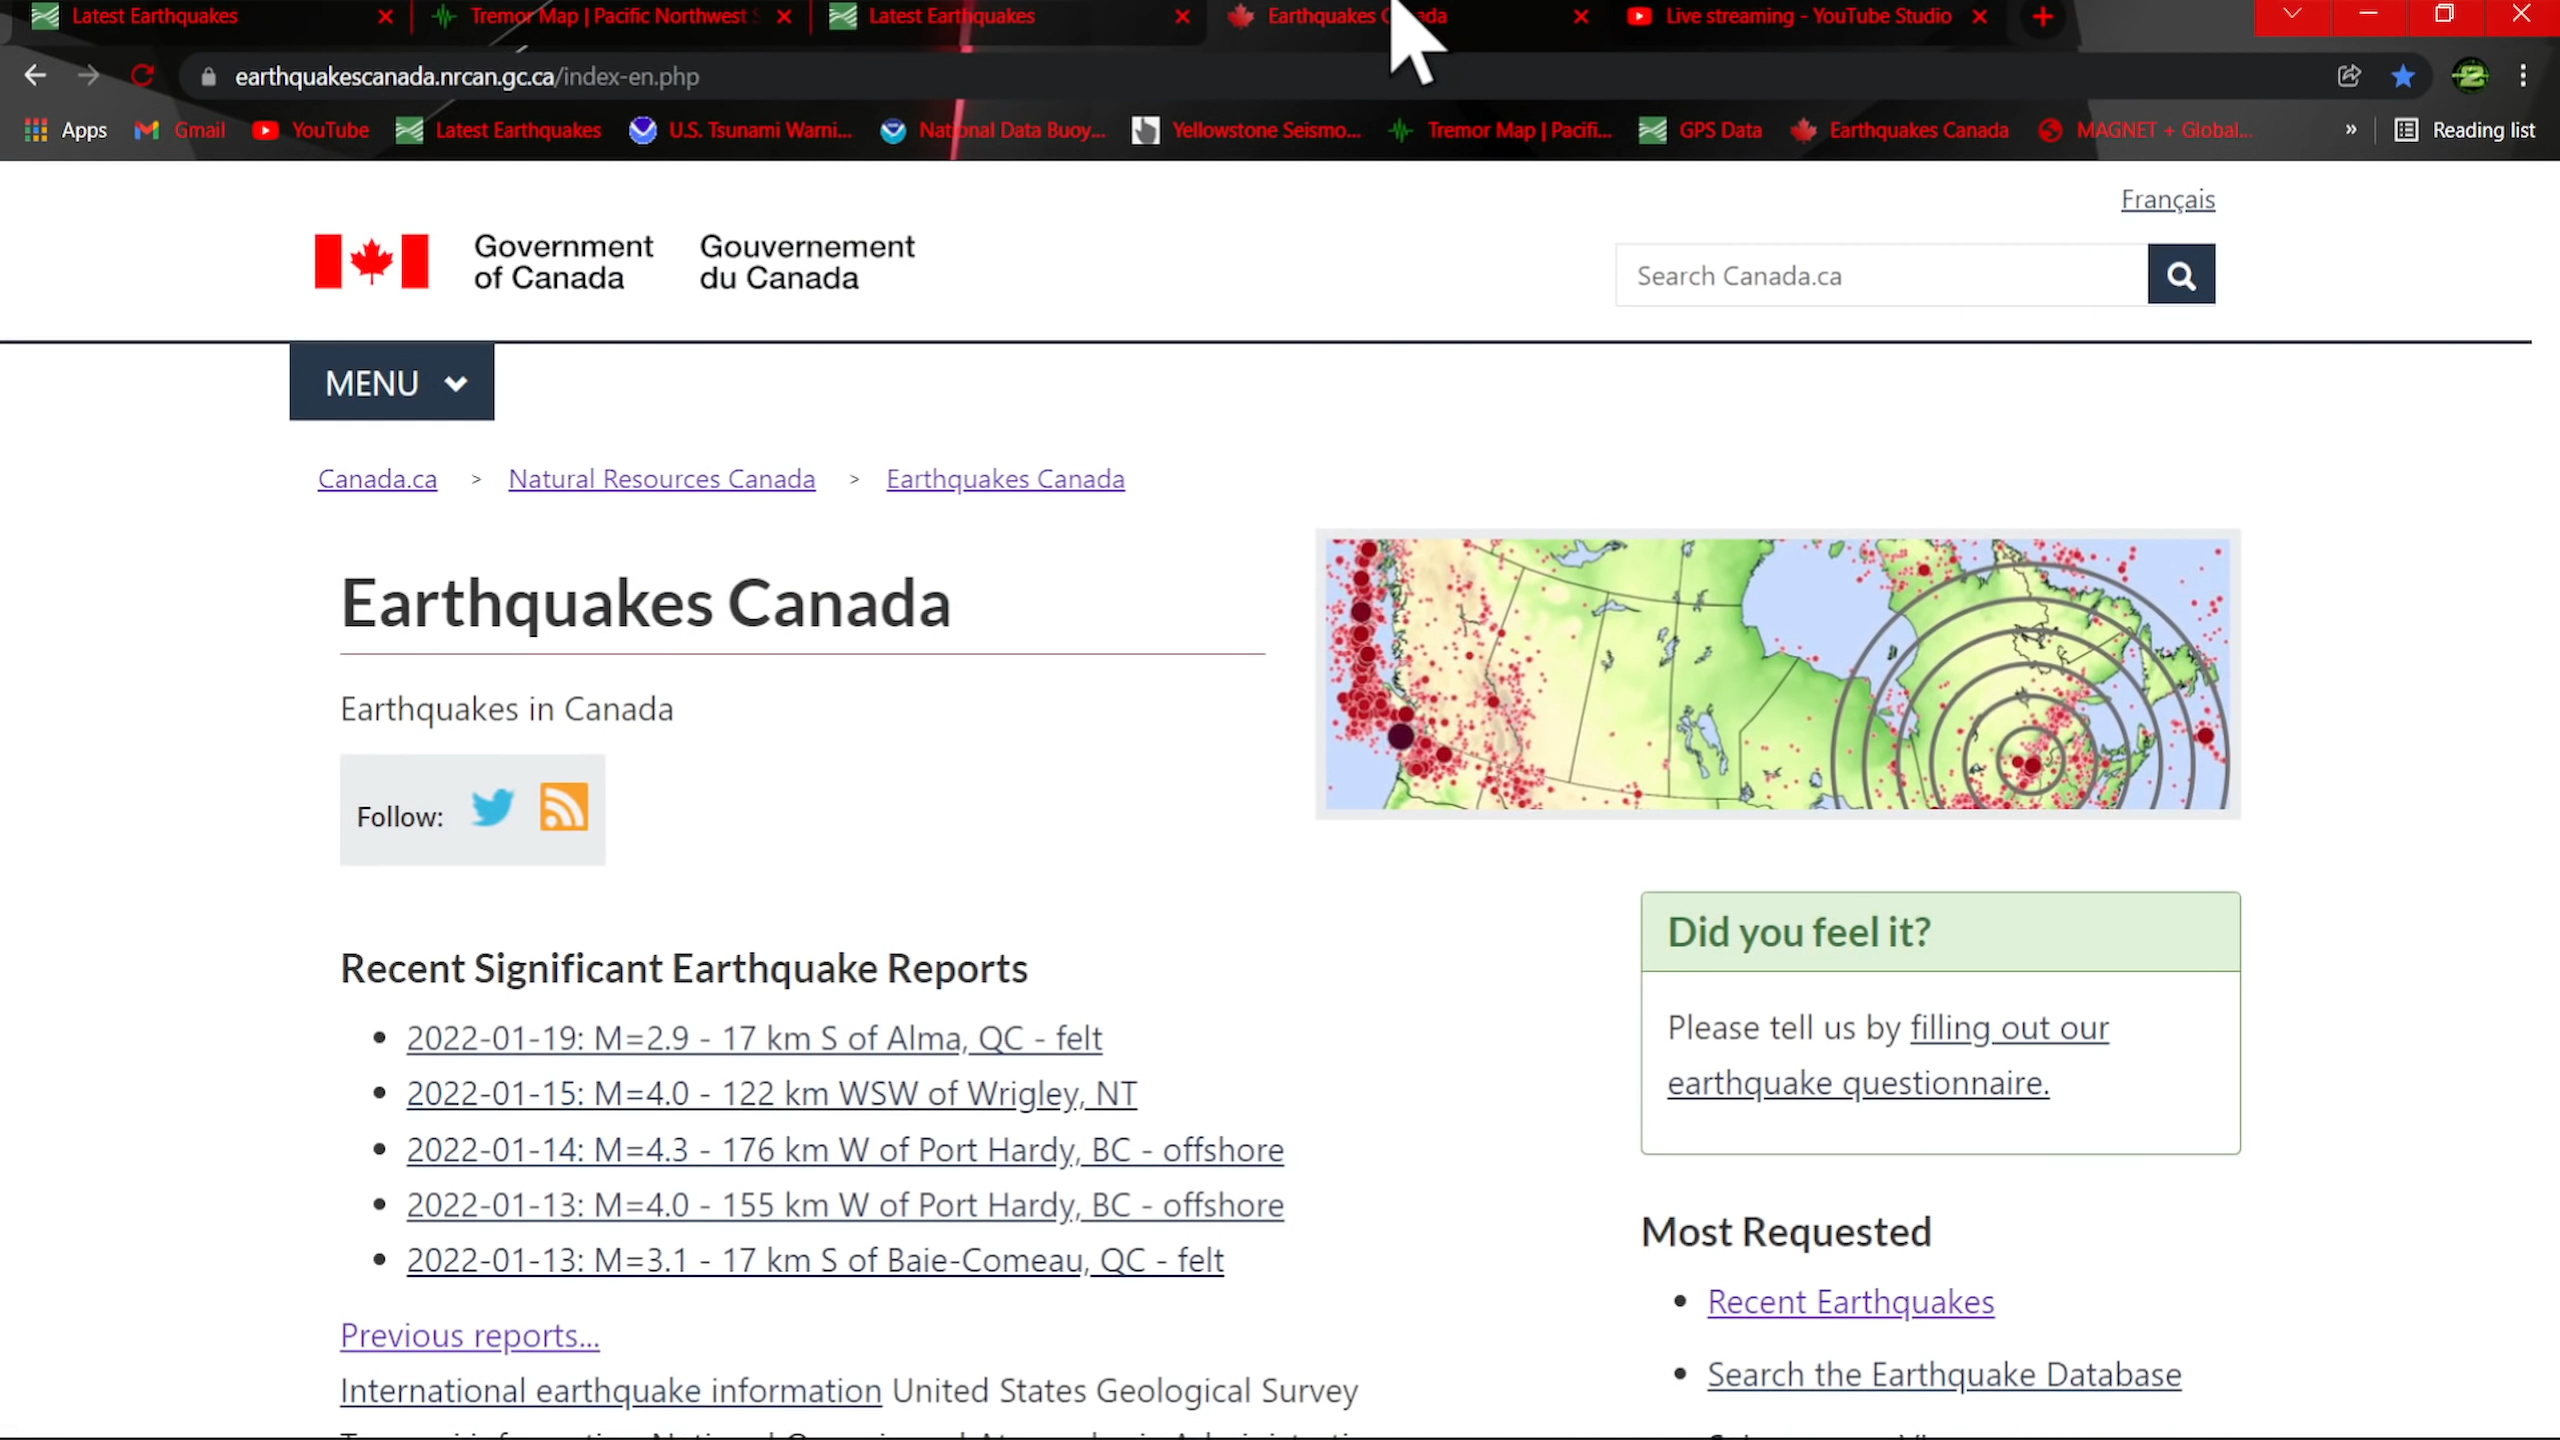 Latest Earthquakes
Tremor Map | Pacific Northwest
Latest Earthquakes
Earthquakes
Live streaming - YouTube Studio
earthquakescanada.nrcan.gc.ca/index-en.php
Apps
Gmail
YouTube
Latest Earthquakes
U.S. Tsunami Warni...
National Data Buoy...
Yellowstone Seismo...
Tremor Map | Pacifi...
GPS Data
Earthquakes Canada
MAGNET + Global...
»
Reading list
Français
Government
of Canada
Gouvernement
du Canada
Search Canada.ca
MENU
Canada.ca > Natural Resources Canada > Earthquakes Canada
Earthquakes Canada
Earthquakes in Canada
Follow:
Recent Significant Earthquake Reports
• 2022-01-19: M=2.9 - 17 km S of Alma, QC - felt
• 2022-01-15: M=4.0 - 122 km WSW of Wrigley, NT
• 2022-01-14: M=4.3 - 176 km W of Port Hardy, BC - offshore
• 2022-01-13: M=4.0 - 155 km W of Port Hardy, BC - offshore
• 2022-01-13: M=3.1 - 17 km S of Baie-Comeau, QC - felt
Previous reports...
International earthquake information United States Geological Survey
Did you feel it?
Please tell us by filling out our
earthquake questionnaire.
Most Requested
• Recent Earthquakes
• Search the Earthquake Database